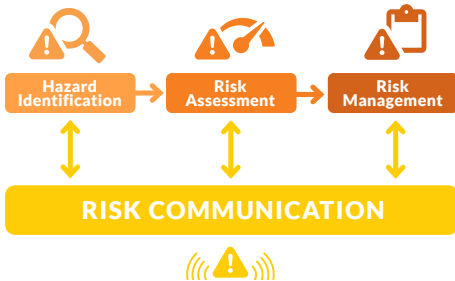 Hazard
Identification
Risk
Assessment
Risk
Management
RISK COMMUNICATION